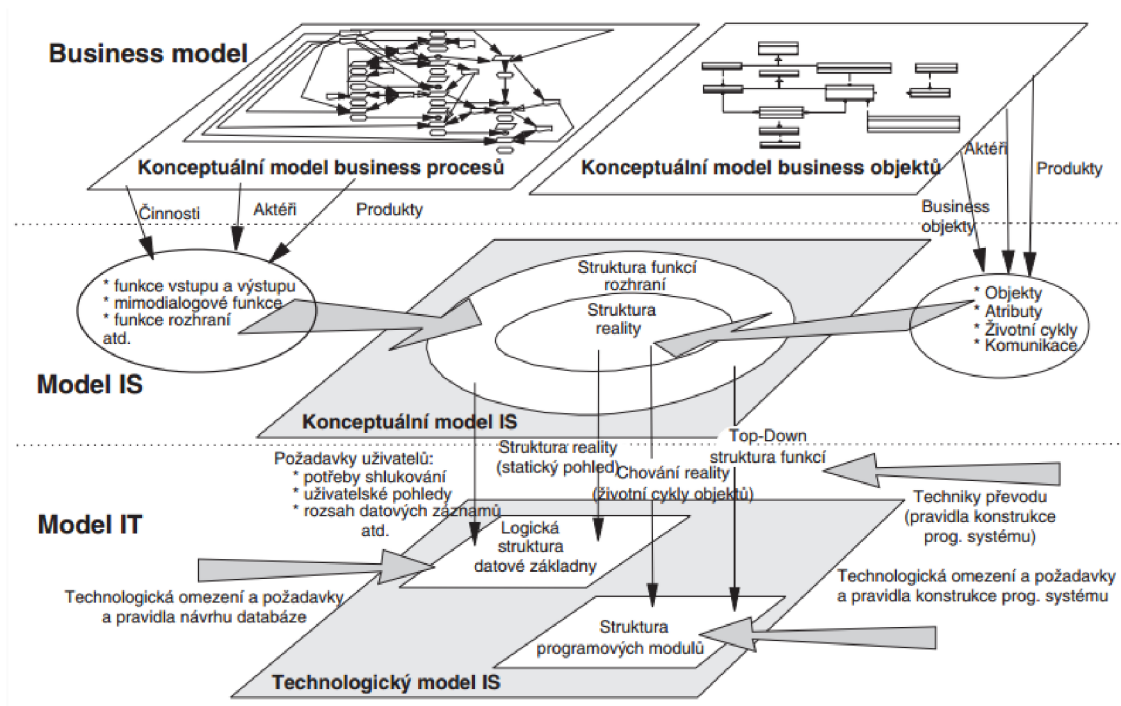 Business model
Konceptuální model business procesů
Konceptuální model business objektů
Činnosti
Aktéři
Produkty
Aktéři
Produkty
Business
objekty
* funkce vstupu a výstupu
* mimodialogové funkce
* funkce rozhraní
atd.
Struktura funkcí
rozhraní
Struktura
reality
* Objekty
* Atributy
* Životní cykly
* Komunikace
Model IS
Konceptuální model IS
Požadavky uživatelů:
* potřeby shlukování
* uživatelské pohledy
* rozsah datových záznamů
atd.
Struktura reality
(statický pohled)
Chování reality
(životní cykly objektů)
Top-Down
struktura funkcí
Techniky převodu
(pravidla konstrukce
prog. systému)
Model IT
Logická
struktura
datové základny
Technologická omezení a požadavky
a pravidla návrhu databáze
Technologická omezení a požadavky
a pravidla konstrukce prog. systému
Struktura
programových modulů
Technologický model IS